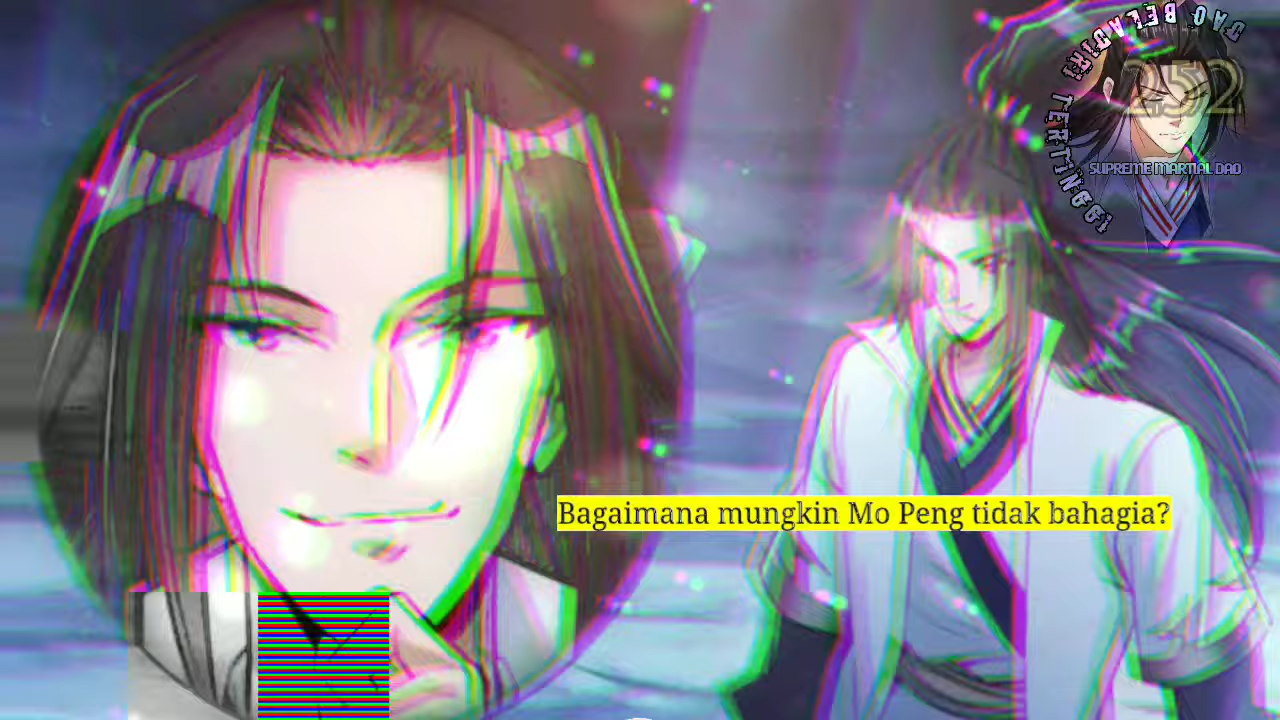 DAO BELADIRI TERTINGGI
252
SUPREME MARTIAL DAO
Bagaimana mungkin Mo Peng tidak bahagia?